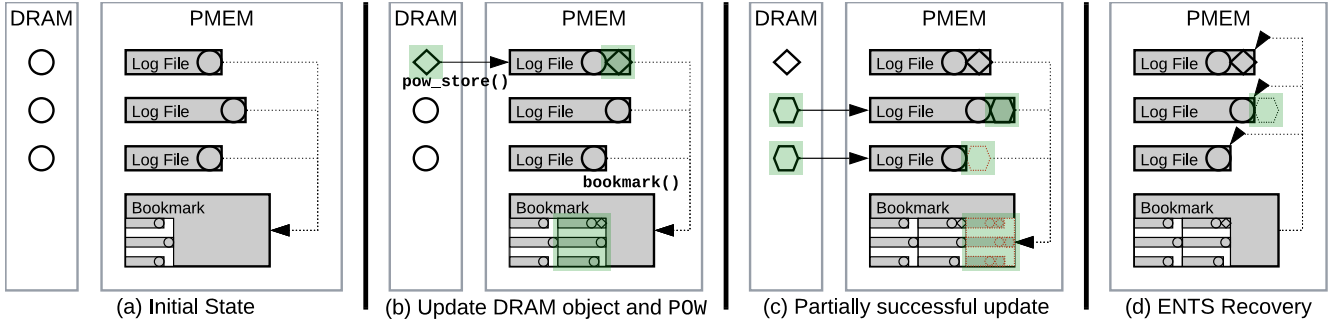 DRAM
PMEM
Log File
Log File
Log File
Bookmark
(a) Initial State
DRAM
PMEM
Log File
pow_store()
Log File
Log File
bookmark()
Bookmark
(b) Update DRAM object and POW
DRAM
PMEM
Log File
Log File
Log File
Bookmark
(c) Partially successful update
PMEM
Log File
Log File
Log File
Bookmark
(d) ENTS Recovery